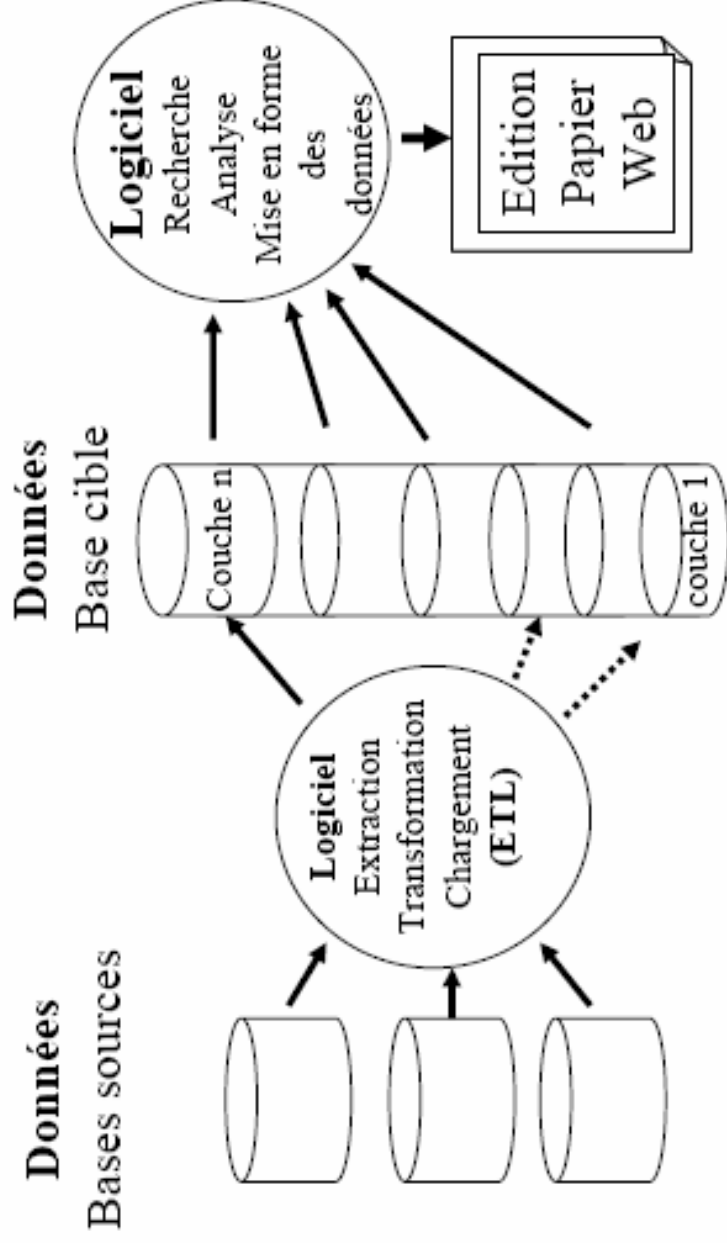 Données
Bases sources
Logiciel
Extraction
Transformation
Chargement
(ETL)
Données
Base cible
Couche n
couche 1
Logiciel
Recherche
Analyse
Mise en forme
des
données
Edition
Papier
Web